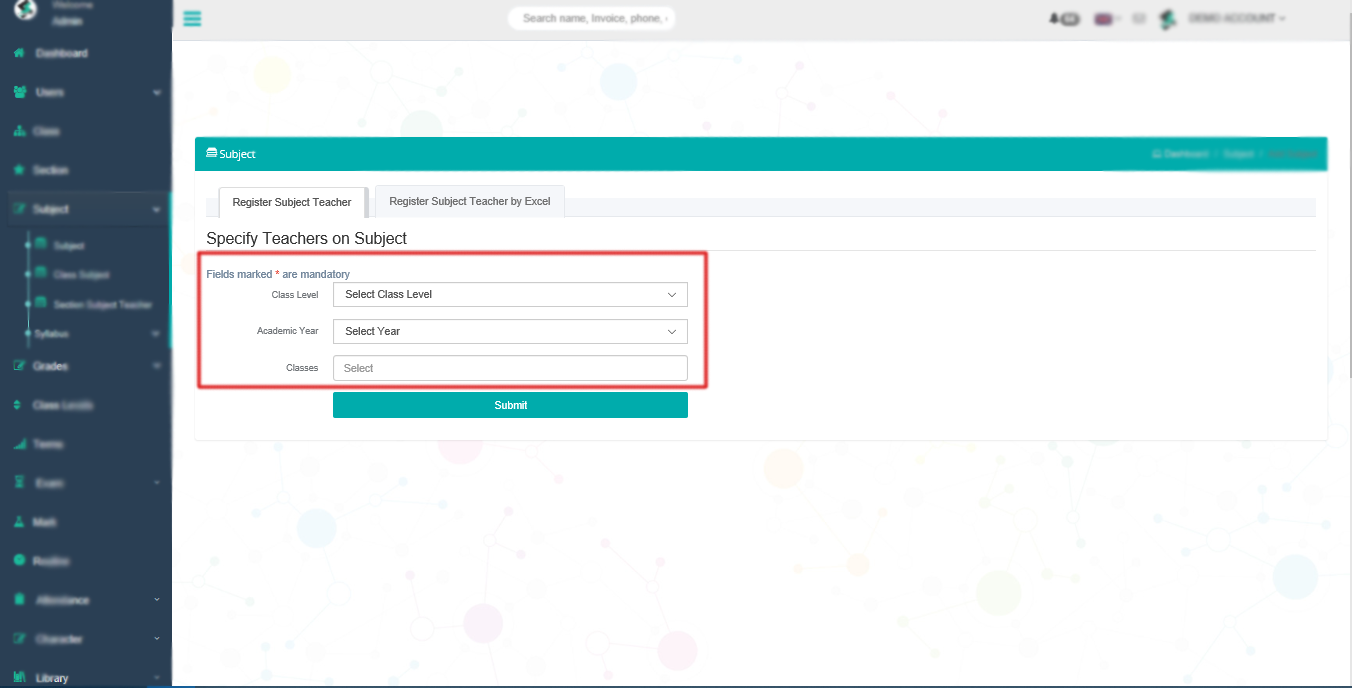 Welcome
Admin
Search name, Invoice, phone,
DEMO ACCOUNT
Dashboard
Users
Class
Section
Subject
Subject
Class Subject
Section Subject Teacher
Syllabus
Grades
Class Levels
Terms
Exam
Mark
Routine
Attendance
Character
Library
Subject
Dashboard / Subject /
Register Subject Teacher
Register Subject Teacher by Excel
Specify Teachers on Subject
Fields marked * are mandatory
Class Level
Select Class Level
Academic Year
Select Year
Classes
Select
Submit